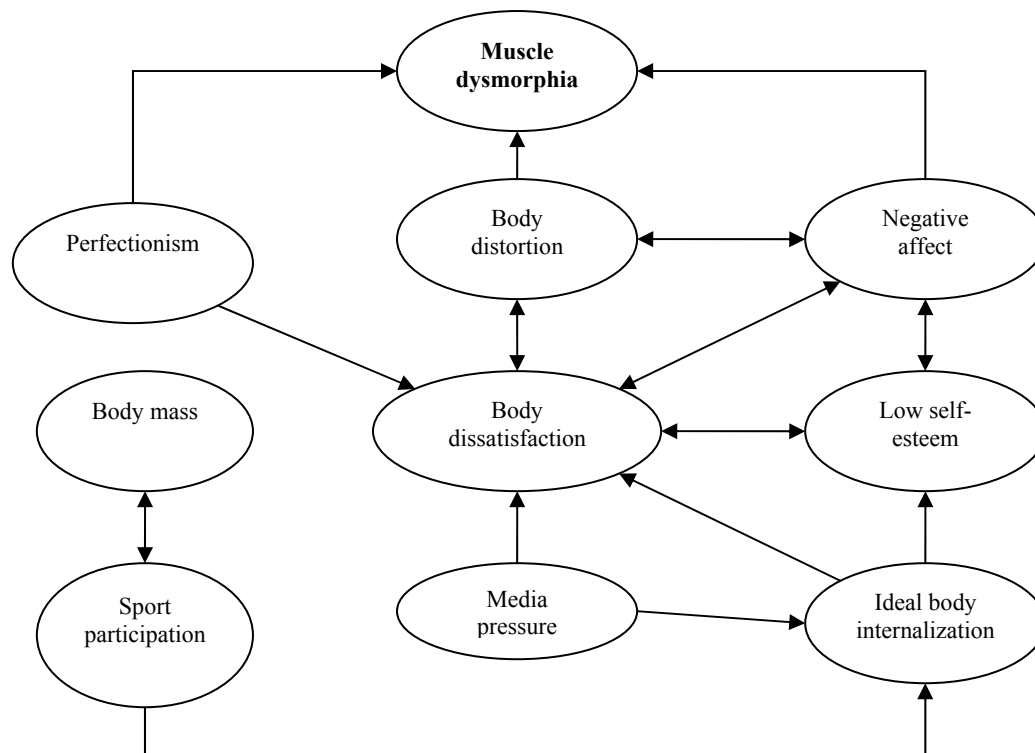 Muscle
dysmorphia
Perfectionism
Body
distortion
Negative
affect
Body mass
Body
dissatisfaction
Low self-
esteem
Sport
participation
Media
pressure
Ideal body
internalization